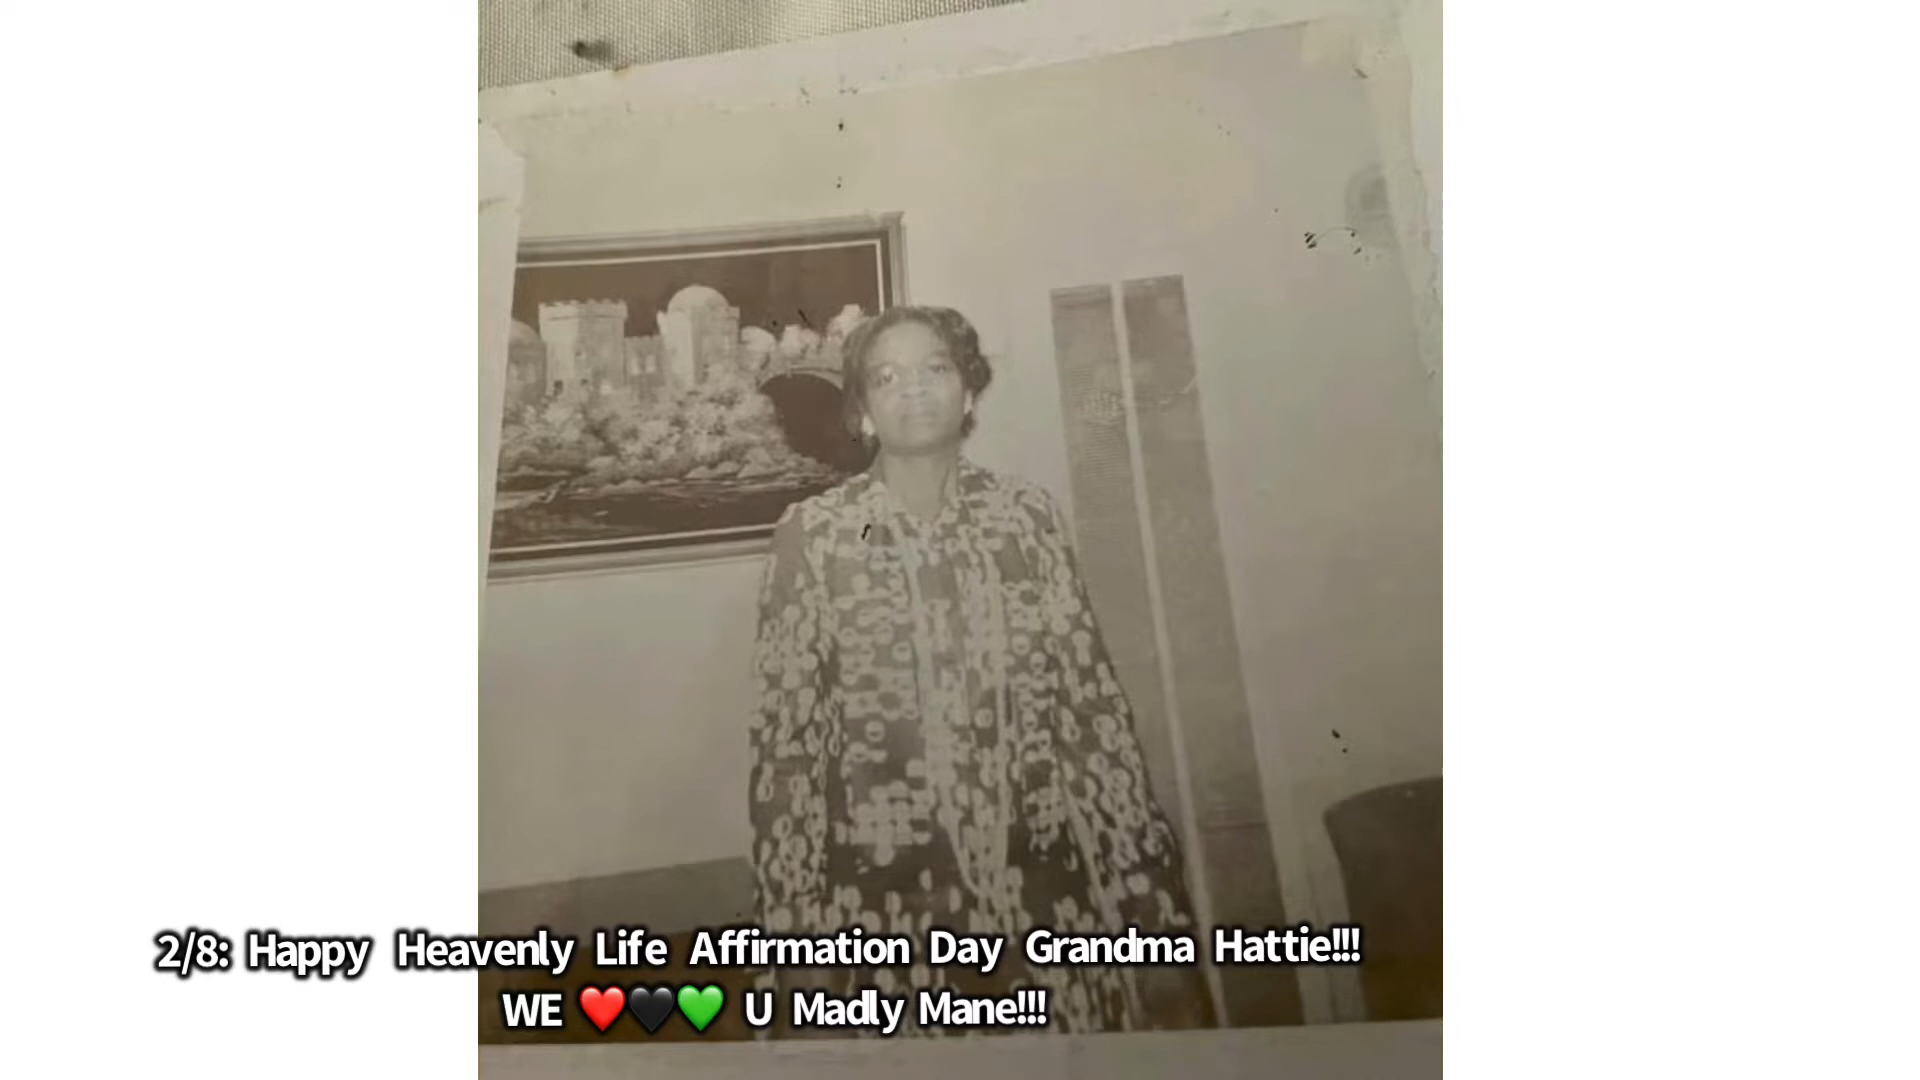 2/8: Happy Heavenly Life Affirmation Day Grandma Hattie!!!
WE ❤️🖤💚 U Madly Mane!!!